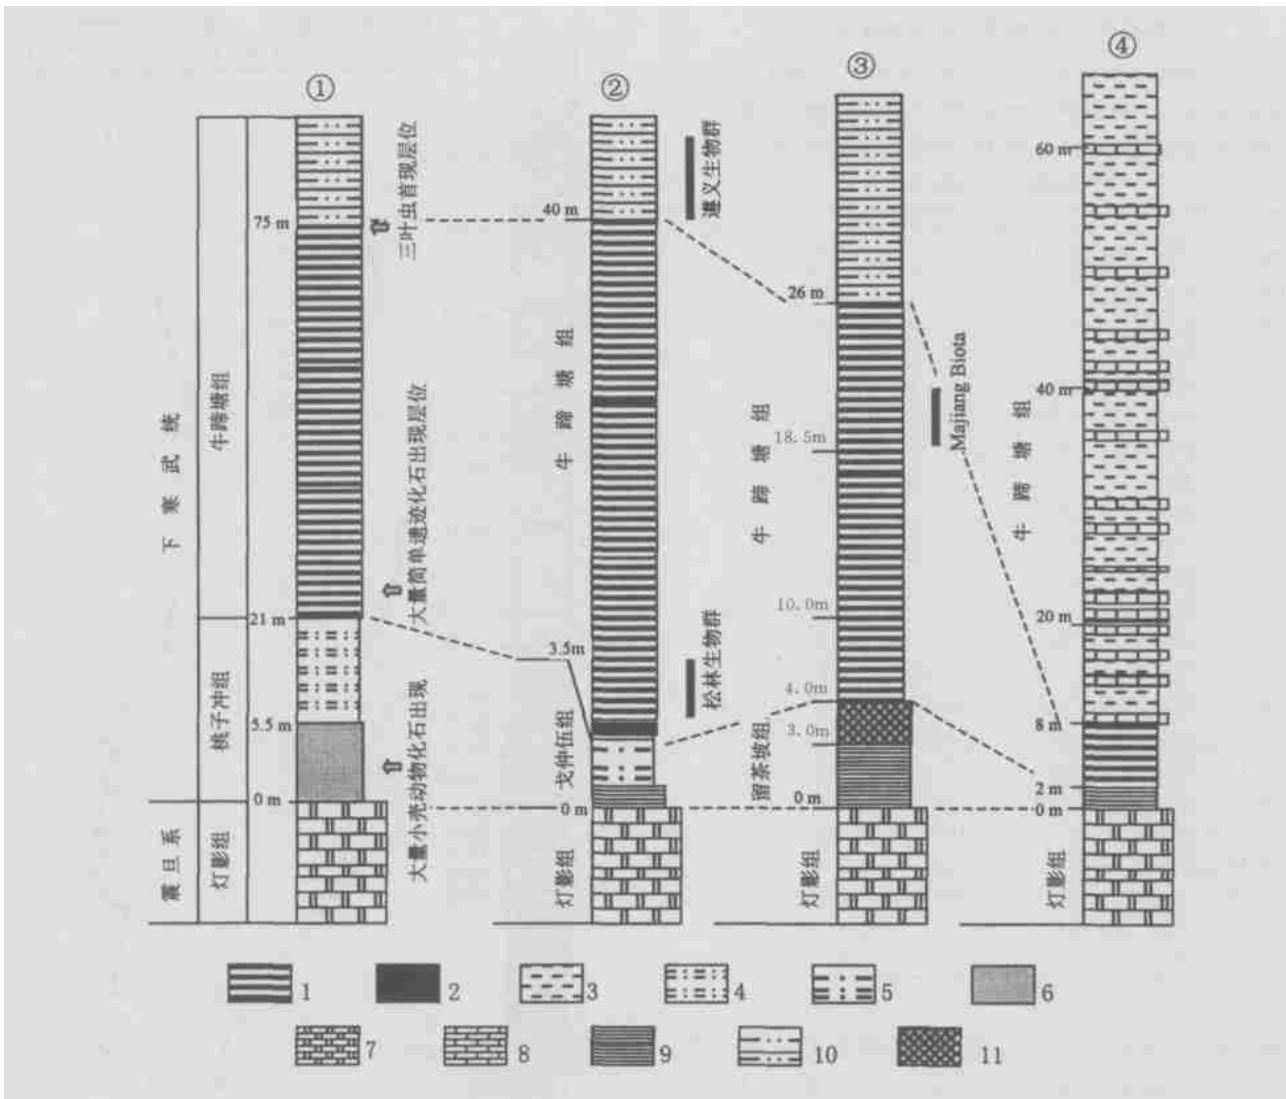 ①
②
③
④
下寒武统
震旦系
牛蹄塘组
桃子冲组
灯影组
75 m
21 m
5.5 m
0 m
三叶虫首现层位
大量简单遗迹化石出现层位
大量小壳动物化石出现
40 m
3.5m
0 m
牛蹄塘组
戈仲伍组
灯影组
遵义生物群
松林生物群
26 m
18.5m
10.0m
4.0m
3.0m
0 m
牛蹄塘组
留茶坡组
灯影组
Majiang Biota
60 m
40 m
20 m
8 m
2 m
0 m
牛蹄塘组
灯影组
1
2
3
4
5
6
7
8
9
10
11